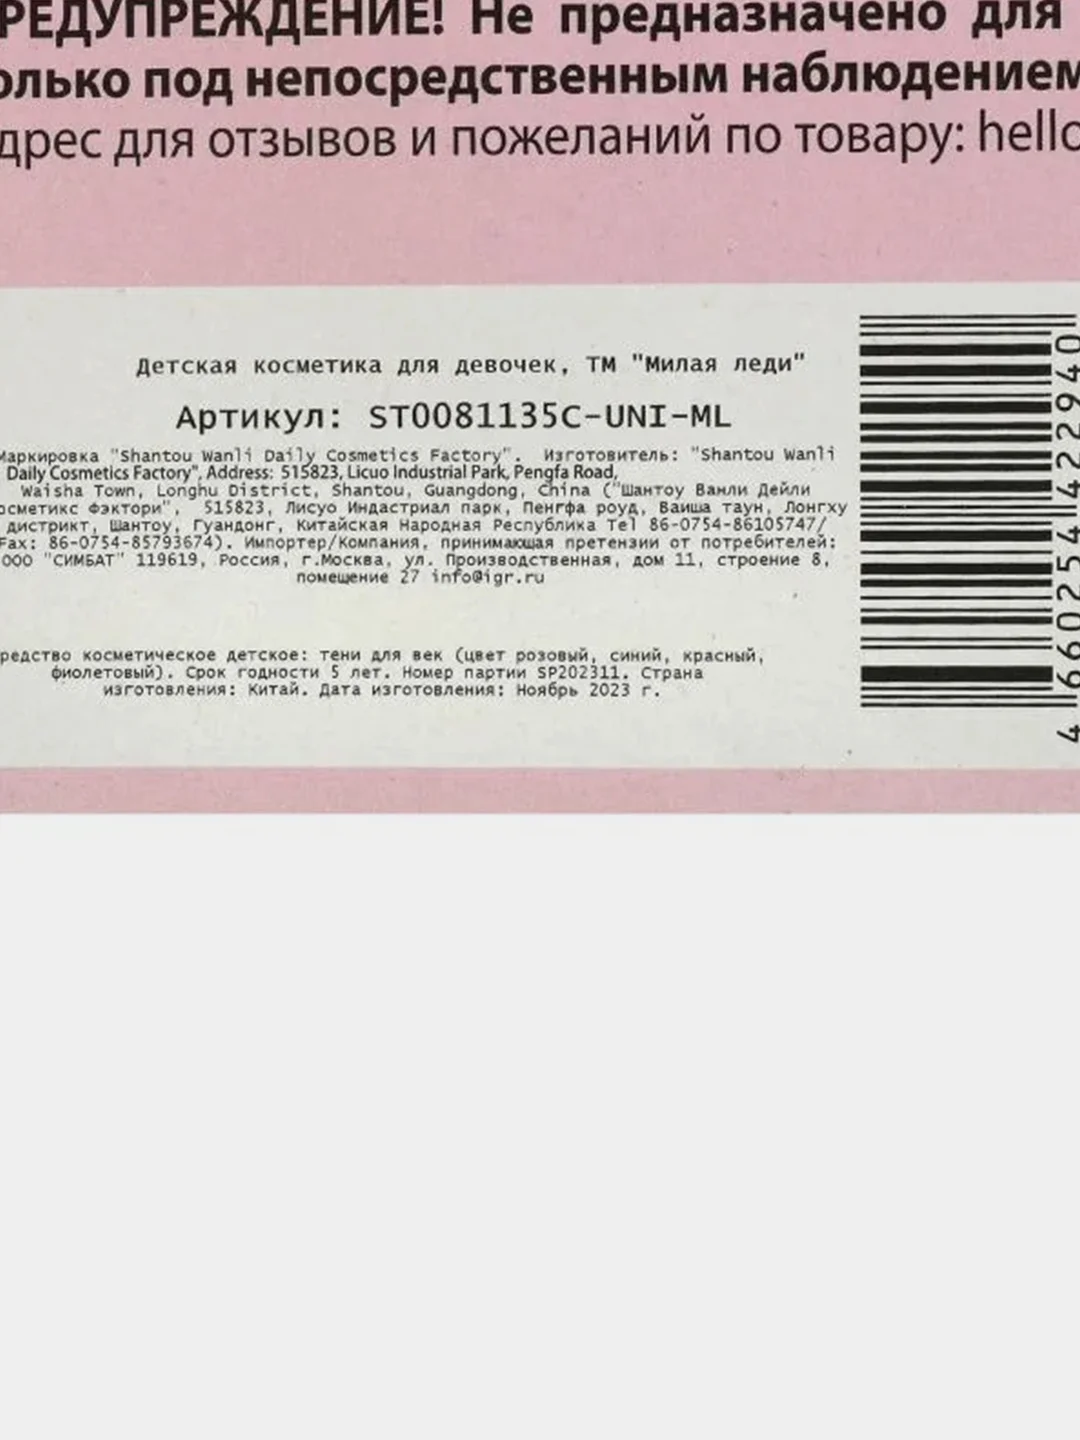 РЕДУПРЕЖДЕНИЕ! Не предназначено для
олько под непосредственным наблюдением
дрес для отзывов и пожеланий по товару: hello
Детская косметика для девочек, ТМ "Милая леди"
Артикул: ST0081135C-UNI-ML
Маркировка "Shantou Wanli Daily Cosmetics Factory". Изготовитель: "Shantou Wanli
Daily Cosmetics Factory", Address: 515823, Licuo Industrial Park, Pengfa Road,
Waisha Town, Longhu District, Shantou, Guangdong, China ("Шантоу Ванли Дейли
осметикс Фэктори", 515823, Лисуо Индастриал парк, Пенгфа роуд, Вайша таун, Лонгху
дистрикт, Шантоу, Гуандонг, Китайская Народная Республика Tel 86-0754-86105747/
Fax: 86-0754-85793674). Импортер/Компания, принимающая претензии от потребителей:
ООО "СИМБАТ" 119619, Россия, г.Москва, ул. Производственная, дом 11, строение 8,
помещение 27 info@igr.ru
редство косметическое детское: тени для век (цвет розовый, синий, красный,
фиолетовый). Срок годности 5 лет. Номер партии SP202311. Страна
изготовления: Китай. Дата изготовления: Ноябрь 2023 г.
4 660254 422940